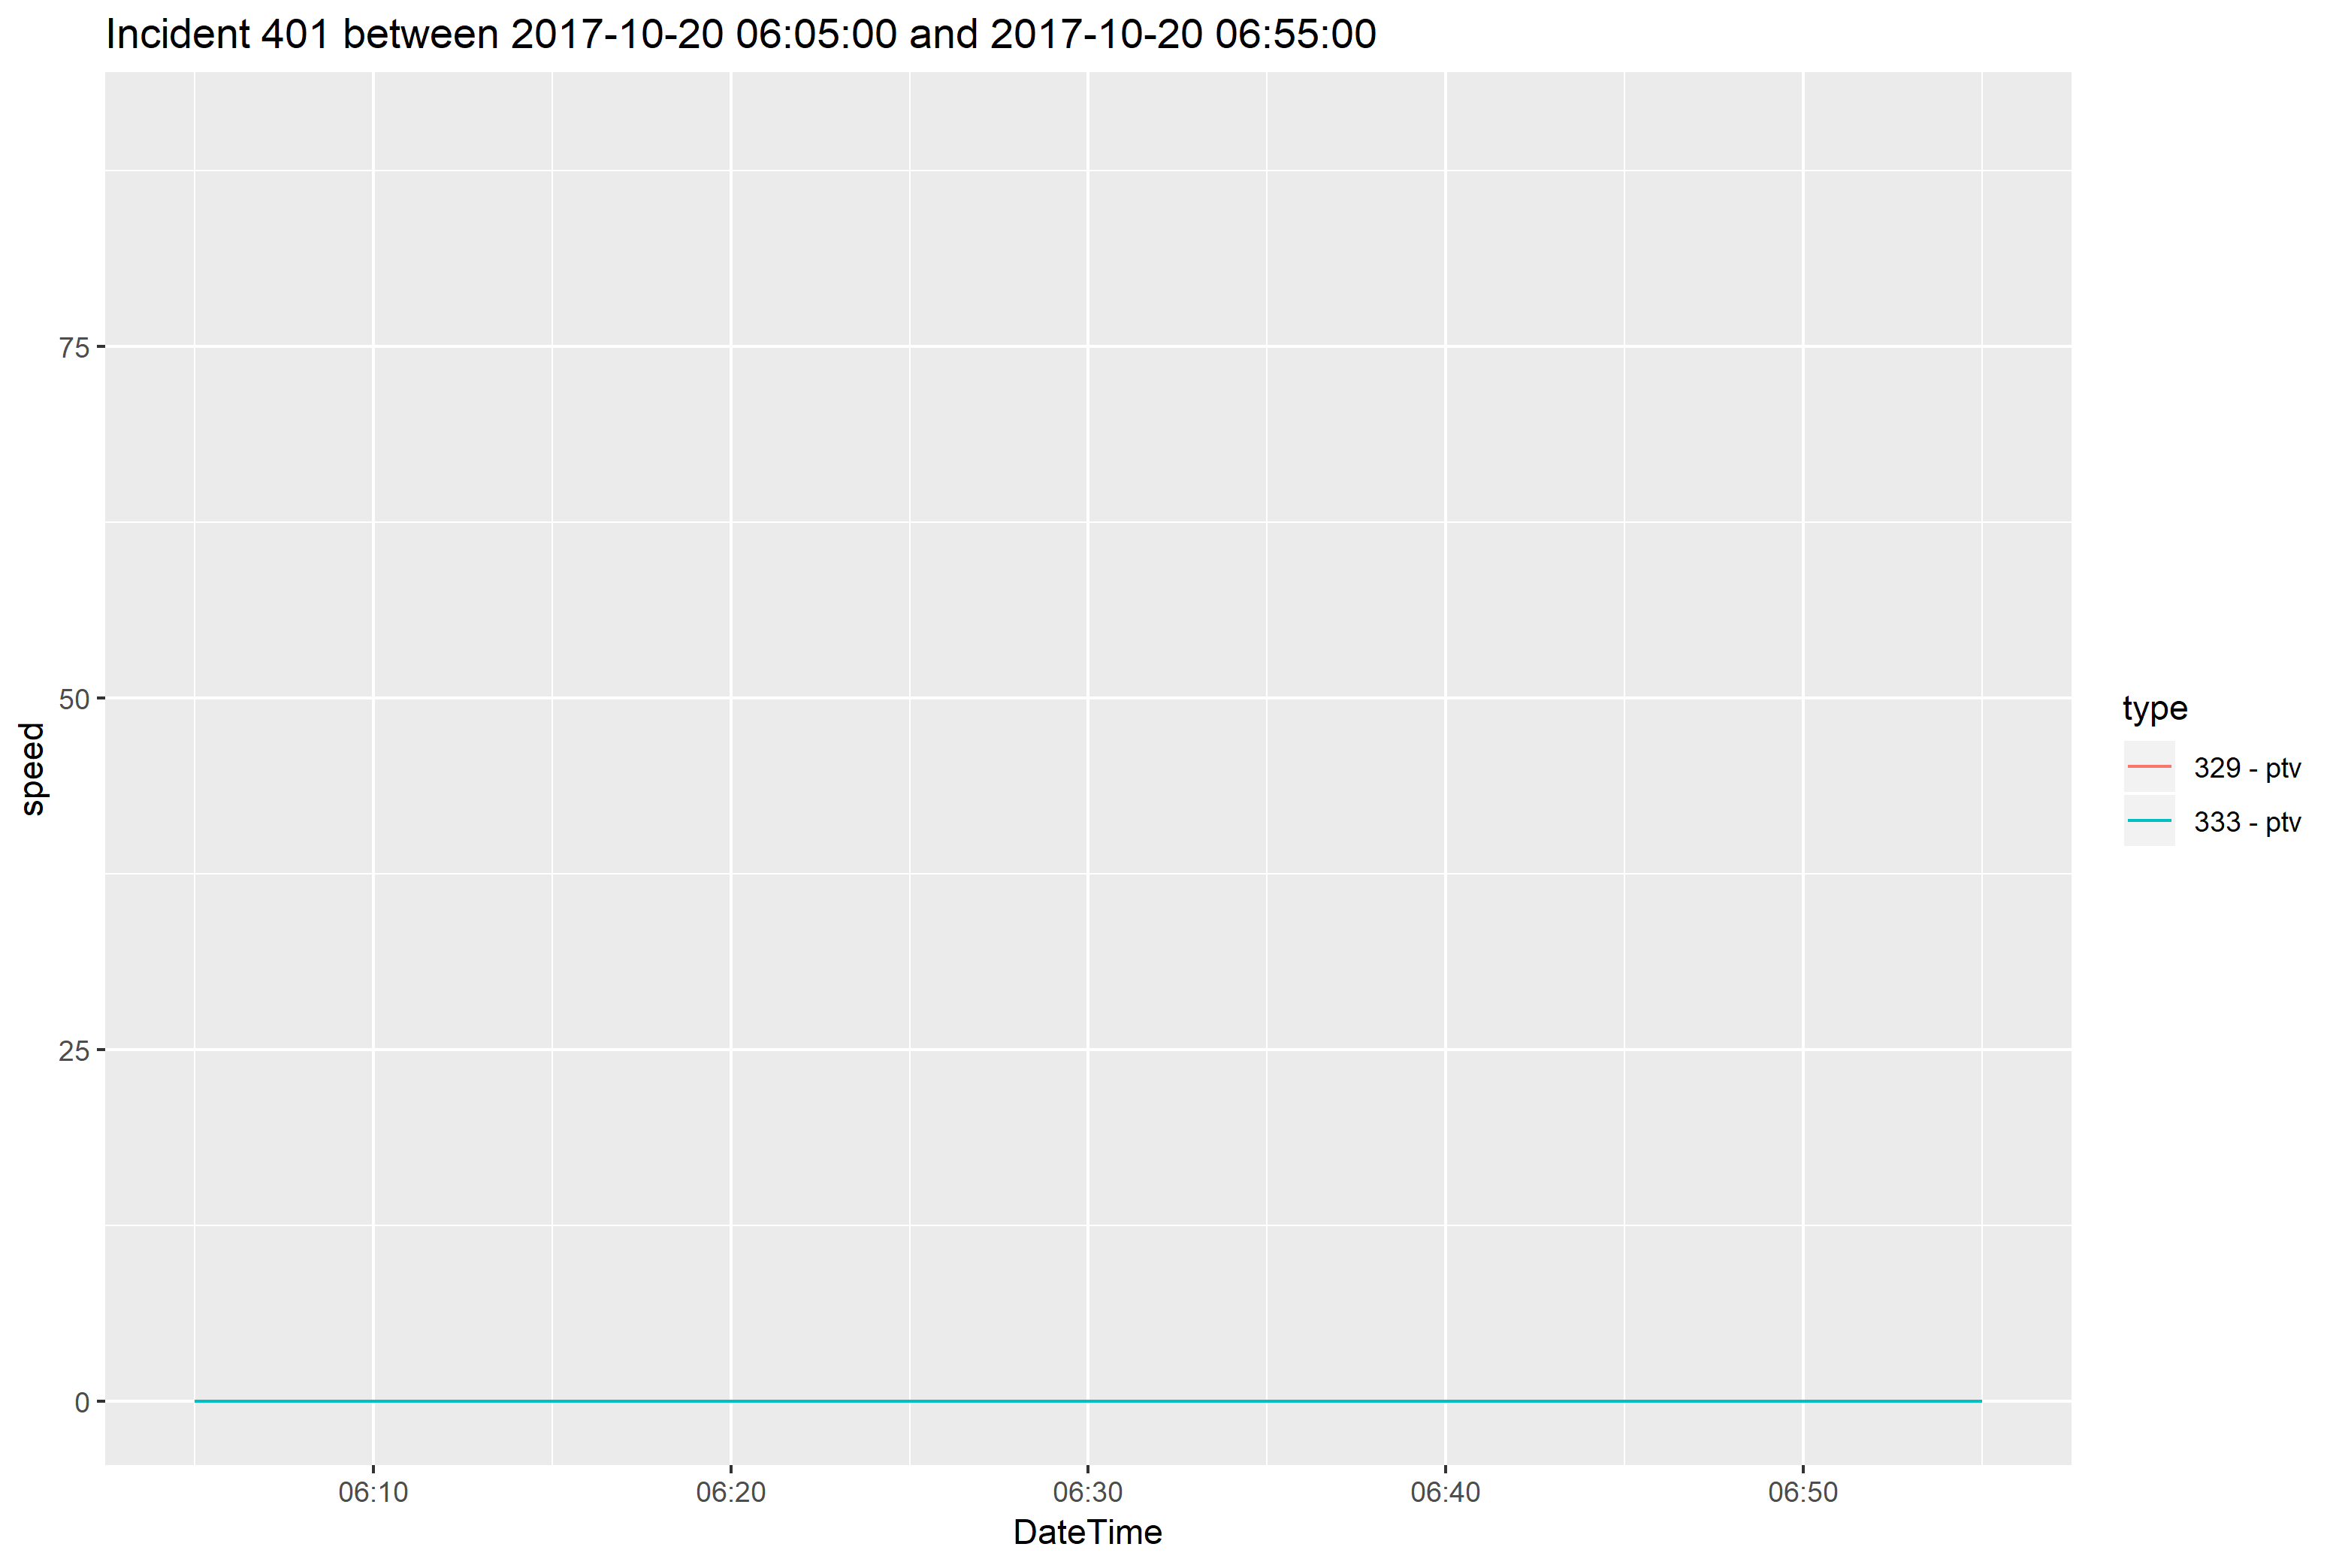 Incident 401 between 2017-10-20 06:05:00 and 2017-10-20 06:55:00
75
50
25
0
speed
06:10 06:20 06:30 06:40 06:50
DateTime
type
329 - ptv
333 - ptv